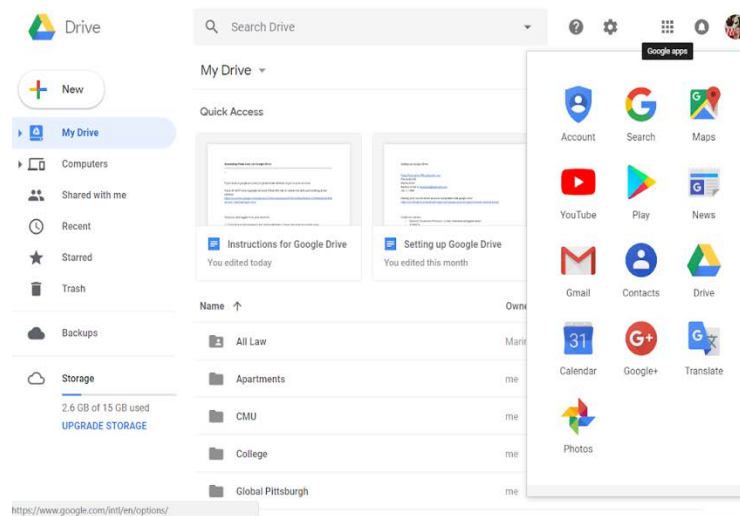 Drive
Search Drive
Google apps
New
My Drive
Computers
Shared with me
Recent
Starred
Trash
Backups
Storage
2.6 GB of 15 GB used
UPGRADE STORAGE
My Drive
Quick Access
Instructions for Google Drive
You edited today
Setting up Google Drive
You edited this month
Name
All Law
Apartments
me
CMU
me
College
me
Global Pittsburgh
me
Account Search Maps
YouTube Play News
G
31 G+ G
Gmail Contacts Drive
Calendar Google+ Translate
Photos
https://www.google.com/intl/en/options/